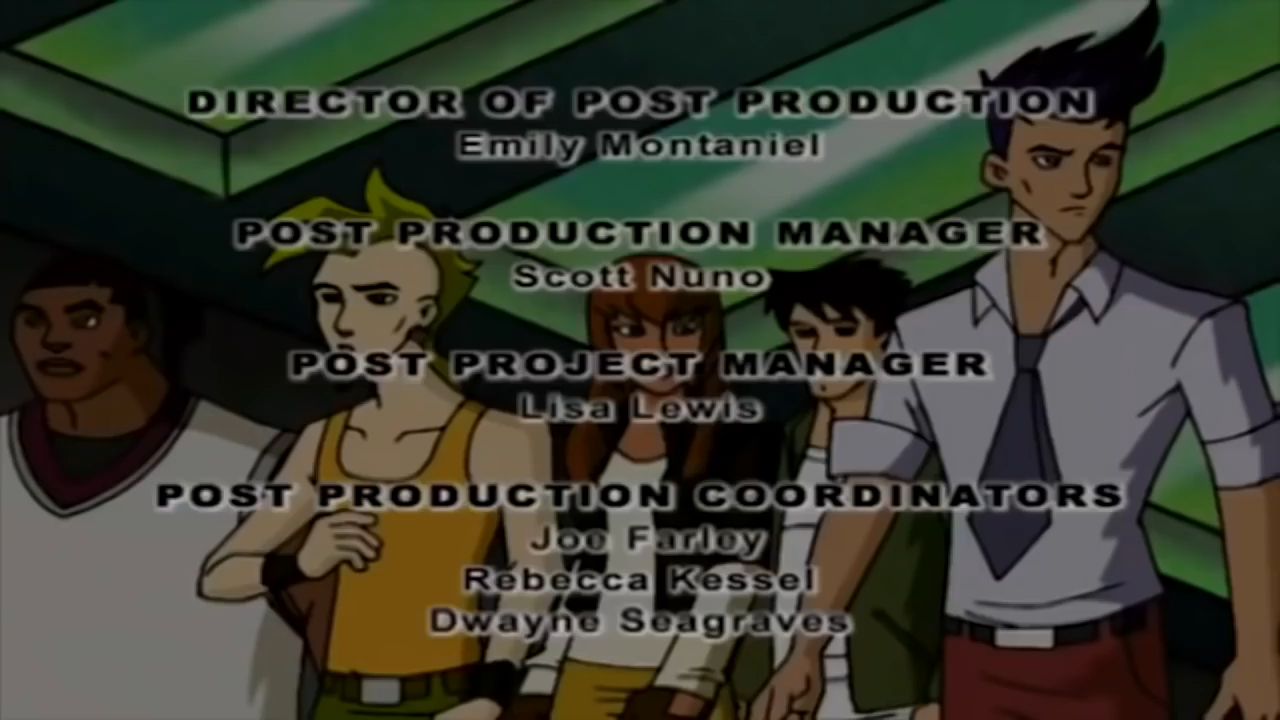 DIRECTOR OF POST PRODUCTION
Emily Montaniel
POST PRODUCTION MANAGER
Scott Nuno
POST PROJECT MANAGER
Lisa Lewis
POST PRODUCTION COORDINATORS
Joe Farley
Rebecca Kessel
Dwayne Seagraves